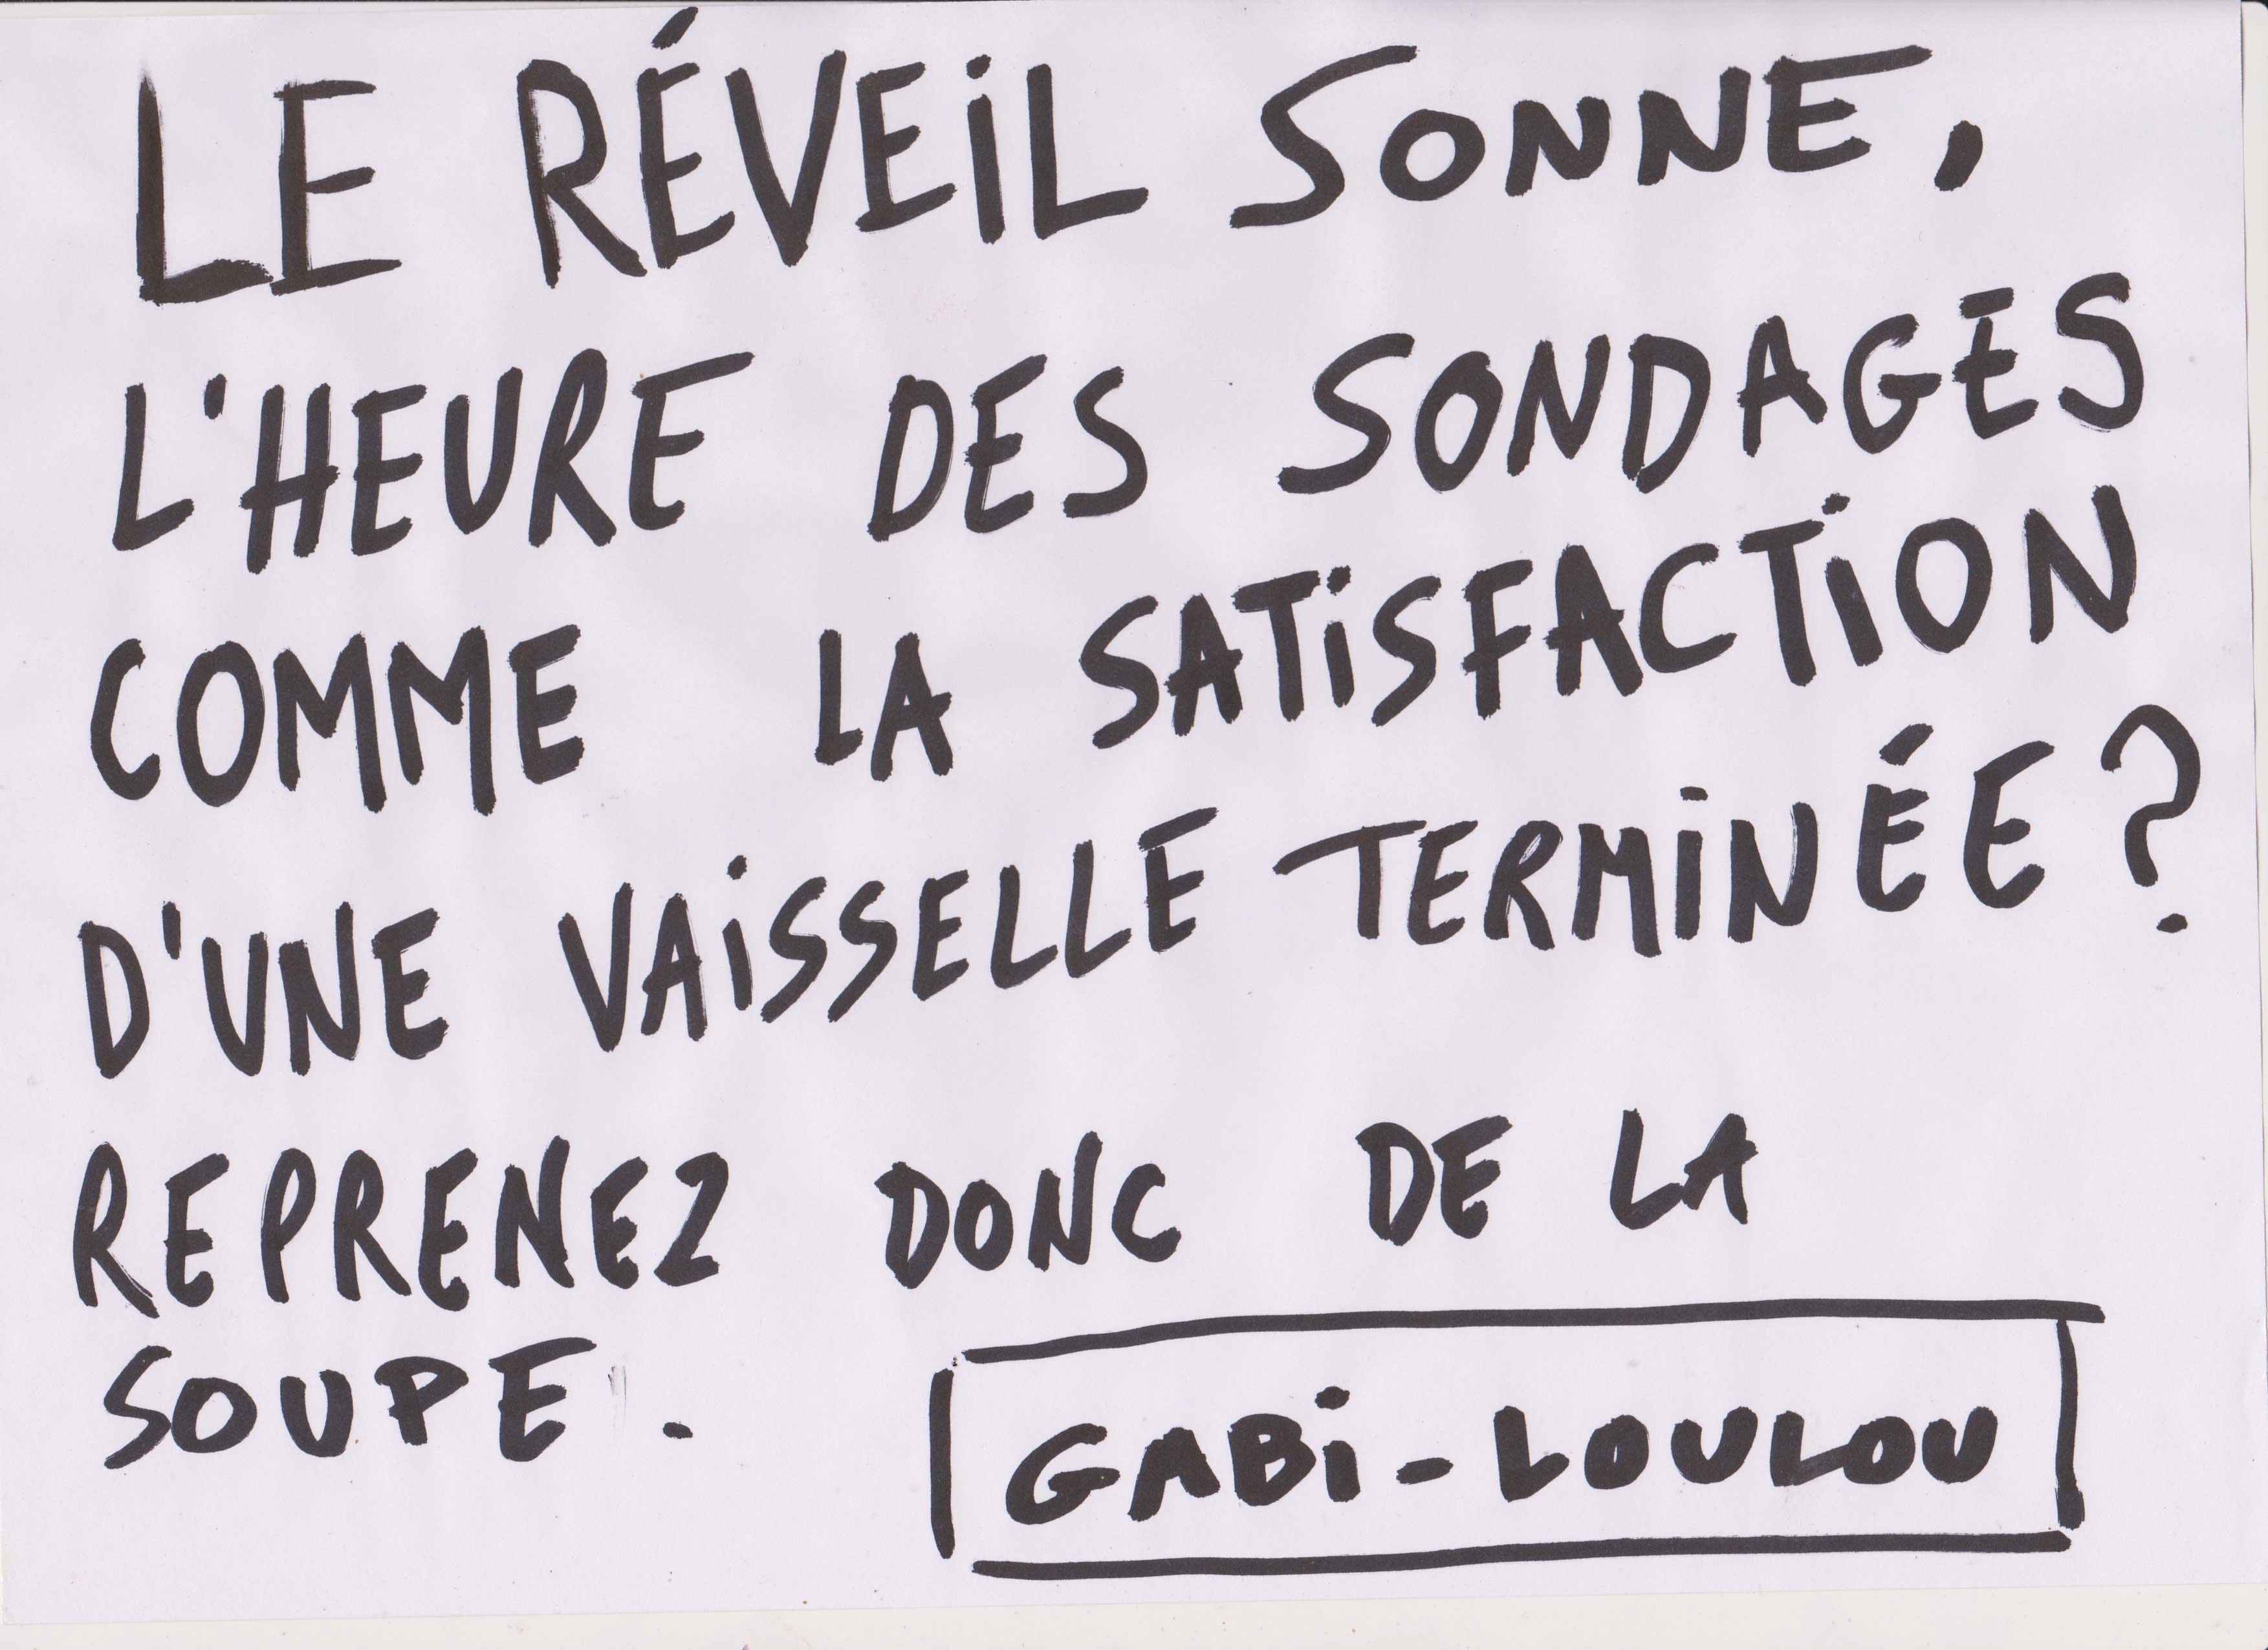 LE RÉVEIL SONNE,
L'HEURE DES SONDAGES
COMME LA SATISFACTION
D'UNE VAISSELLE TERMINÉE?
REPRENEZ DONC DE LA
SOUPE.
GABI-LOULOU